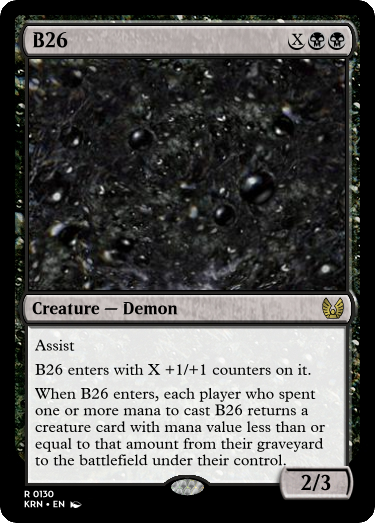 B26 X
Creature — Demon
Assist
B26 enters with X +1/+1 counters on it.
When B26 enters, each player who spent
one or more mana to cast B26 returns a
creature card with mana value less than or
equal to that amount from their graveyard
to the battlefield under their control.
2/3
R 0130
KRN • EN